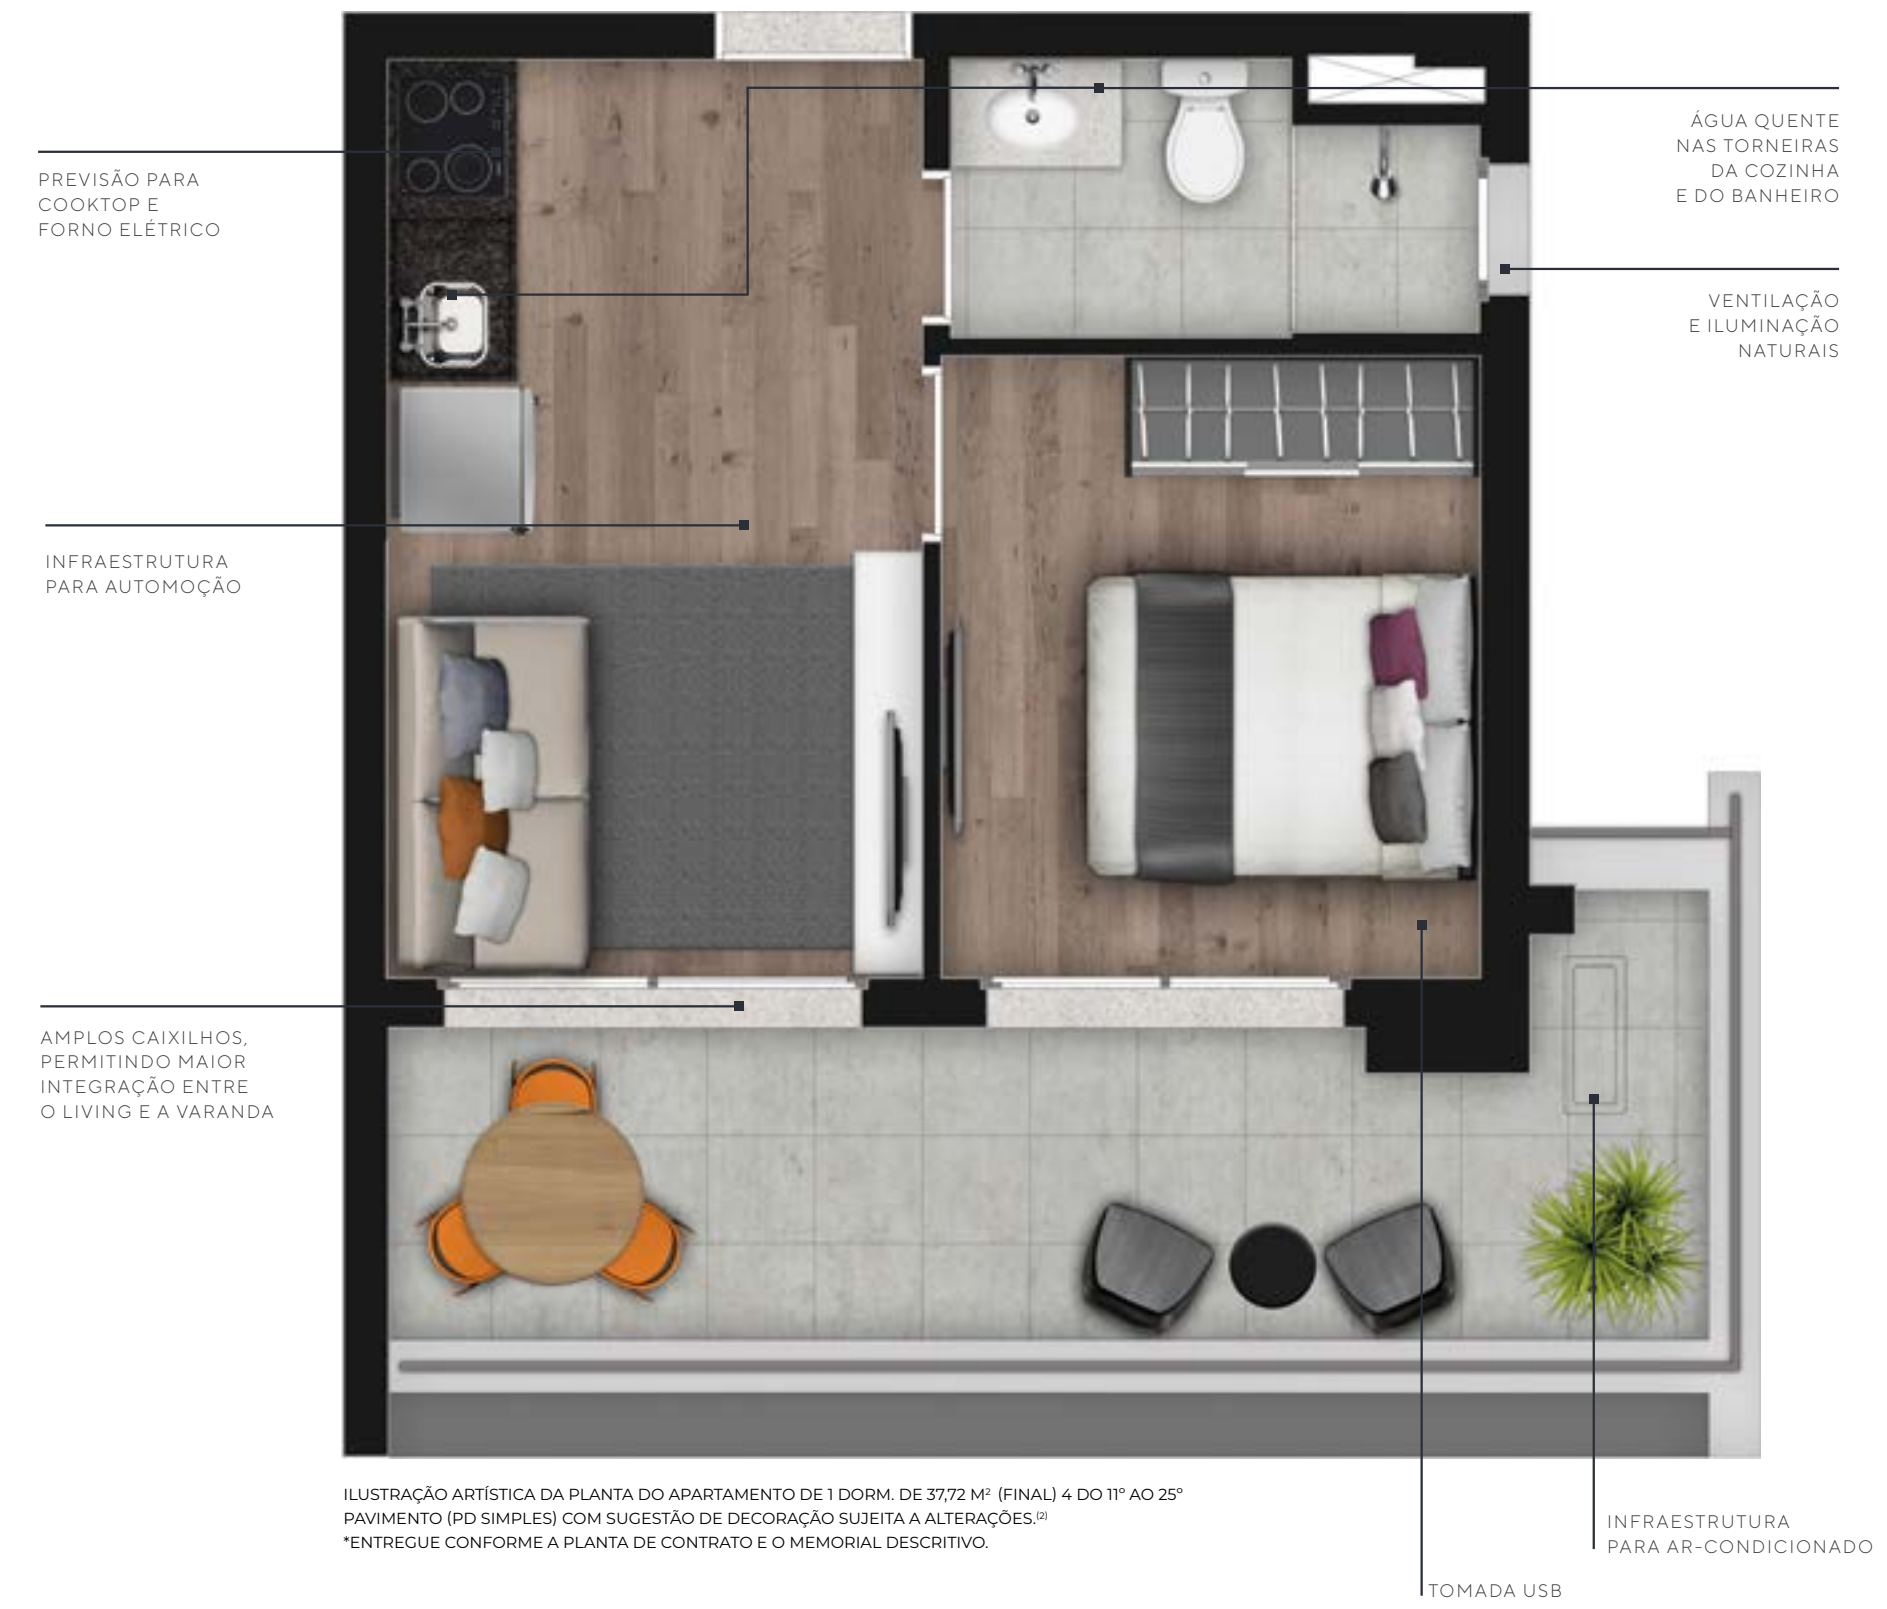 PREVISÃO PARA
COOKTOP E
FORNO ELÉTRICO
ÁGUA QUENTE
NAS TORNEIRAS
DA COZINHA
E DO BANHEIRO
VENTILAÇÃO
E ILUMINAÇÃO
NATURAIS
INFRAESTRUTURA
PARA AUTOMOÇÃO
AMPLOS CAIXILHOS,
PERMITINDO MAIOR
INTEGRAÇÃO ENTRE
O LIVING E A VARANDA
ILUSTRAÇÃO ARTÍSTICA DA PLANTA DO APARTAMENTO DE 1 DORM. DE 37,72 M² (FINAL) 4 DO 11º AO 25º
PAVIMENTO (PD SIMPLES) COM SUGESTÃO DE DECORAÇÃO SUJEITA A ALTERAÇÕES.⁽²⁾
*ENTREGUE CONFORME A PLANTA DE CONTRATO E O MEMORIAL DESCRITIVO.
INFRAESTRUTURA
PARA AR-CONDICIONADO
TOMADA USB